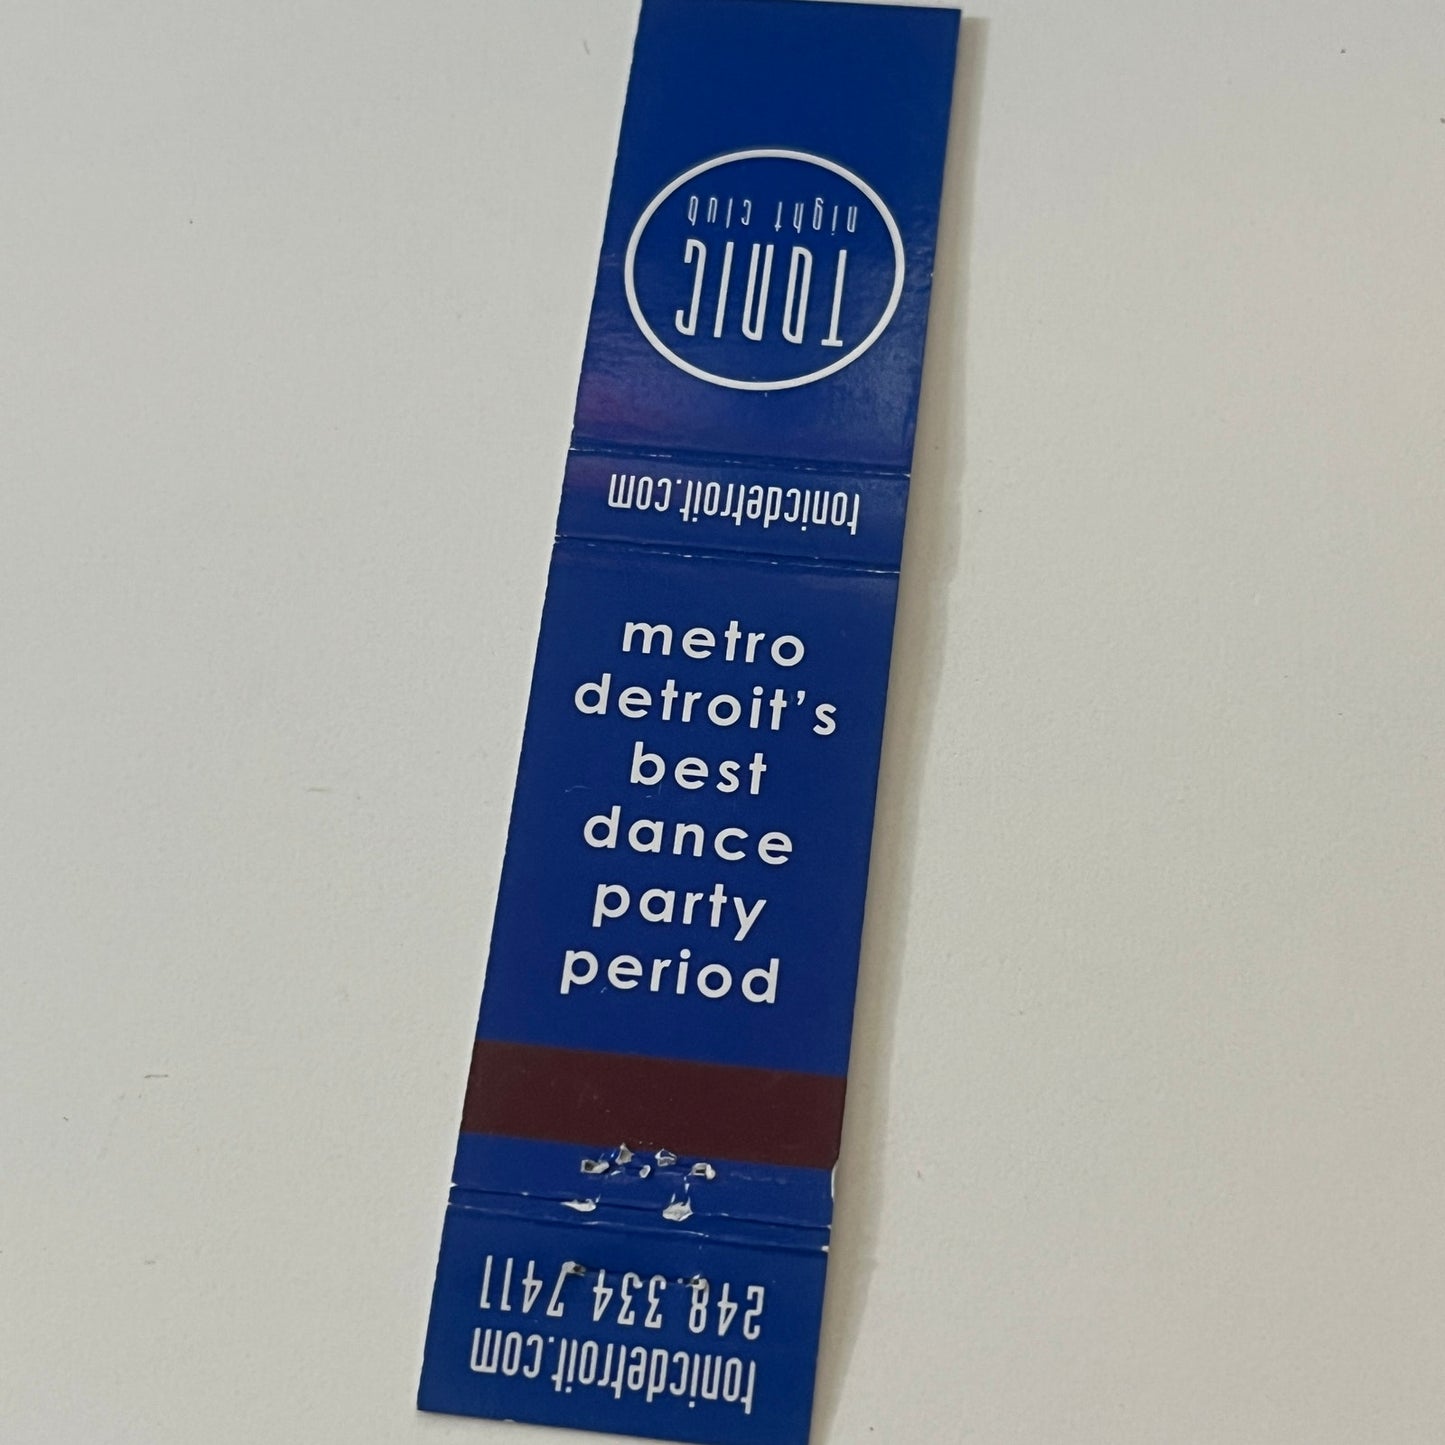 TONIC
night club
tonicdetroit.com
metro
detroit's
best
dance
party
period
248 334 7411
tonicdetroit.com